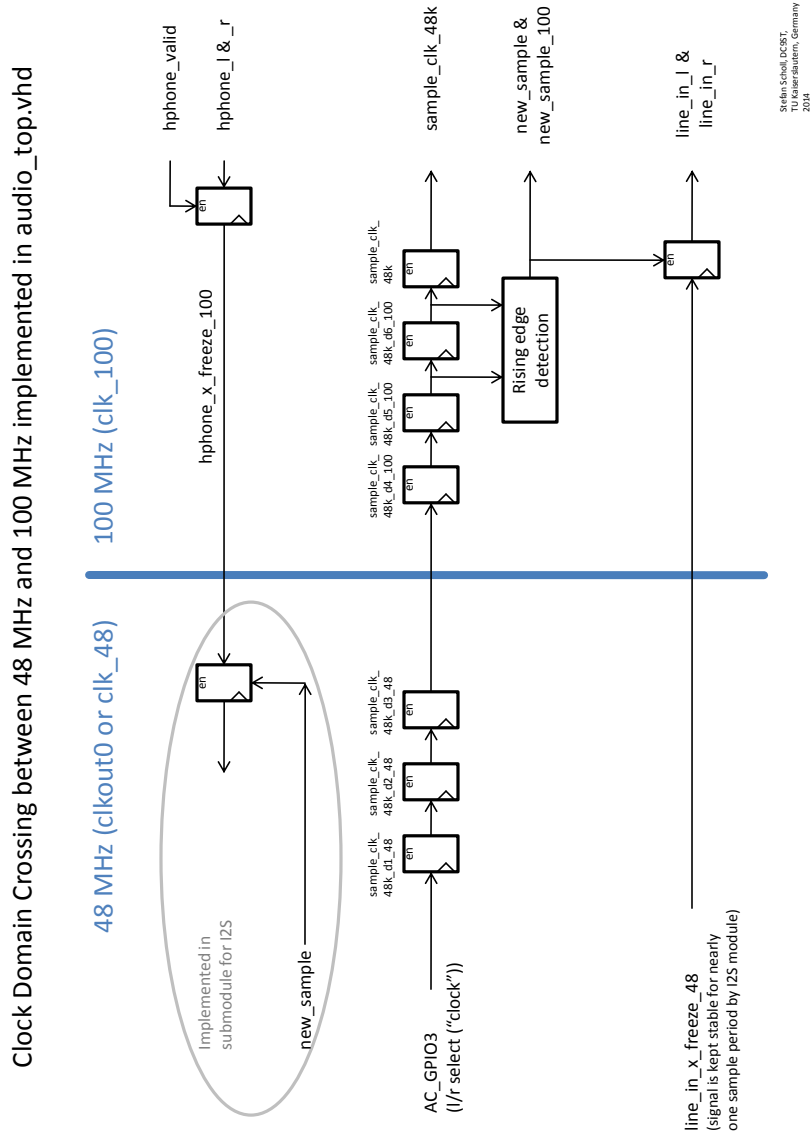 Clock Domain Crossing between 48 MHz and 100 MHz implemented in audio_top.vhd
48 MHz (clkout0 or clk_48)
100 MHz (clk_100)
Implemented in
submodule for I2S
new_sample
en
hphone_x_freeze_100
en
hphone_valid
hphone_l & _r
AC_GPIO3
(l/r select ("clock"))
sample_clk_
48k_d1_48
en
sample_clk_
48k_d2_48
en
sample_clk_
48k_d3_48
en
sample_clk_
48k_d4_100
en
sample_clk_
48k_d5_100
en
sample_clk_
48k_d6_100
en
sample_clk_
48k
en
sample_clk_48k
Rising edge
detection
new_sample &
new_sample_100
line_in_x_freeze_48
(signal is kept stable for nearly
one sample period by I2S module)
en
line_in_l &
line_in_r
Stefan Scholl, DC9ST,
TU Kaiserslautern, Germany
2014